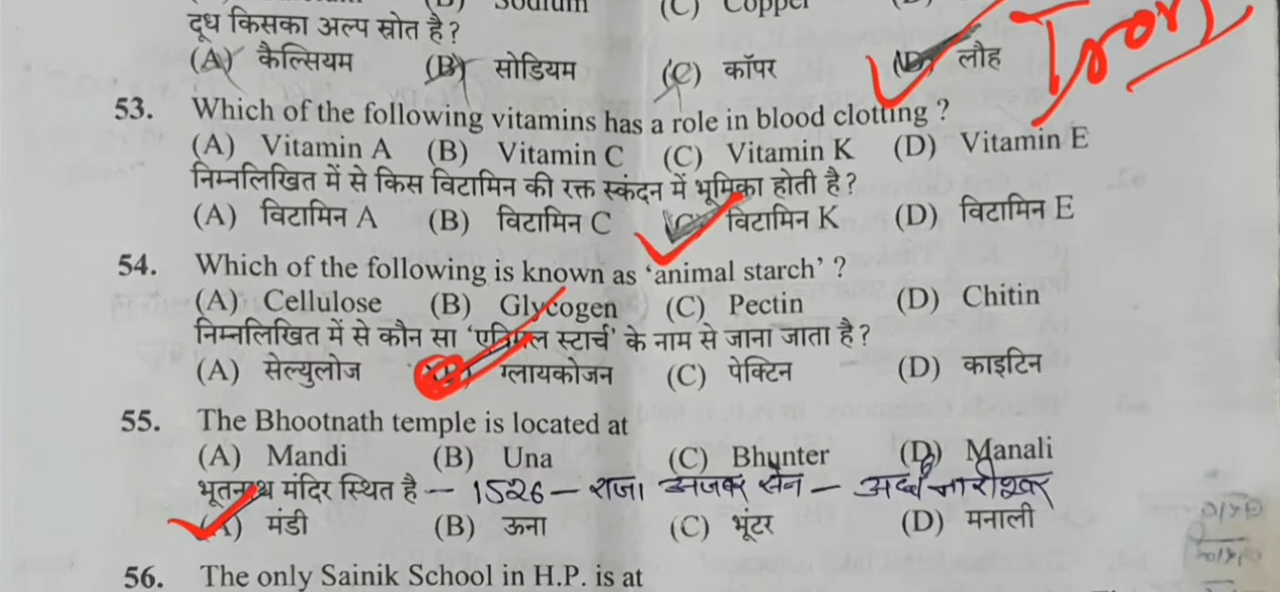 Sodium (C) Copper
दूध किसका अल्प स्रोत है?
(A) कैल्सियम (B) सोडियम (C) कॉपर (D) लौह Iron
53. Which of the following vitamins has a role in blood clotting ?
(A) Vitamin A (B) Vitamin C (C) Vitamin K (D) Vitamin E
निम्नलिखित में से किस विटामिन की रक्त स्कंदन में भूमिका होती है?
(A) विटामिन A (B) विटामिन C (C) विटामिन K (D) विटामिन E
54. Which of the following is known as ‘animal starch’ ?
(A) Cellulose (B) Glycogen (C) Pectin (D) Chitin
निम्नलिखित में से कौन सा ‘एनिमल स्टार्च’ के नाम से जाना जाता है?
(A) सेल्युलोज (B) ग्लायकोजन (C) पेक्टिन (D) काइटिन
55. The Bhootnath temple is located at
(A) Mandi (B) Una (C) Bhunter (D) Manali
भूतनाथ मंदिर स्थित है – 1526 – राजा अजबर सेन – अर्द्धनारीश्वर
(A) मंडी (B) ऊना (C) भूंटर (D) मनाली
56. The only Sainik School in H.P. is at